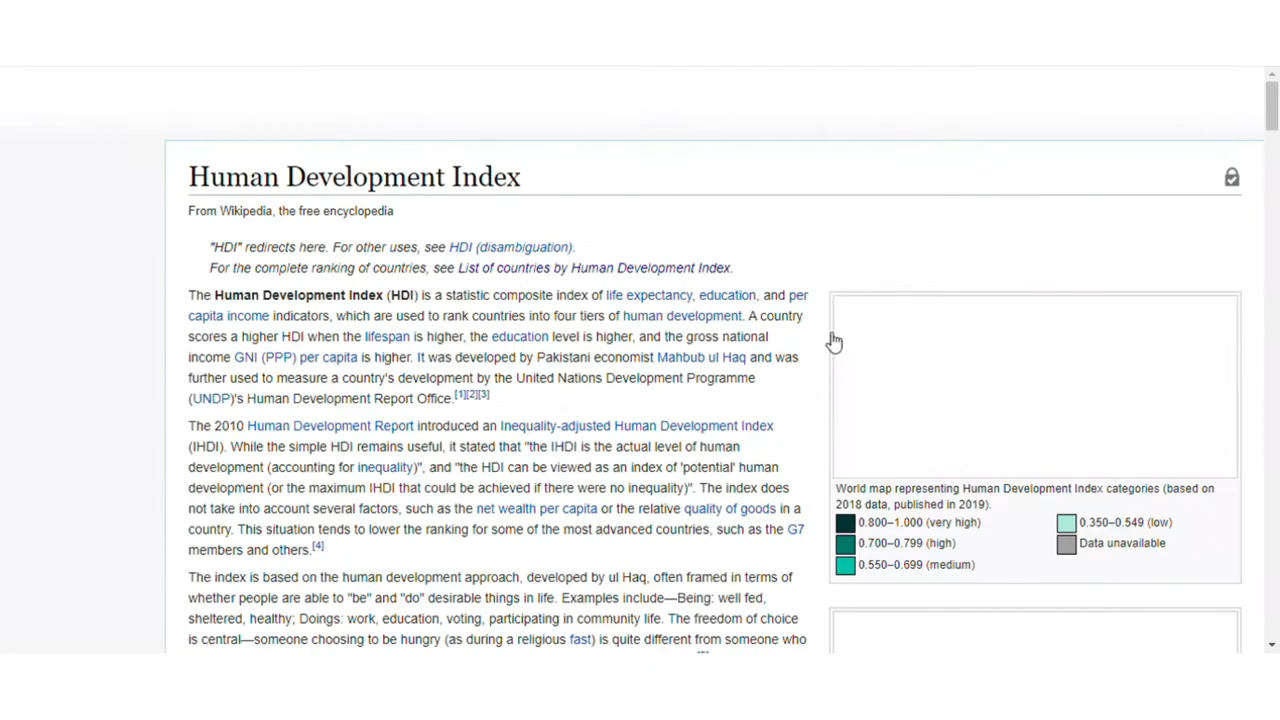 Human Development Index
From Wikipedia, the free encyclopedia
"HDI" redirects here. For other uses, see HDI (disambiguation).
For the complete ranking of countries, see List of countries by Human Development Index.
The Human Development Index (HDI) is a statistic composite index of life expectancy, education, and per
capita income indicators, which are used to rank countries into four tiers of human development. A country
scores a higher HDI when the lifespan is higher, the education level is higher, and the gross national
income GNI (PPP) per capita is higher. It was developed by Pakistani economist Mahbub ul Haq and was
further used to measure a country's development by the United Nations Development Programme
(UNDP)'s Human Development Report Office.[1][2][3]
The 2010 Human Development Report introduced an Inequality-adjusted Human Development Index
(IHDI). While the simple HDI remains useful, it stated that "the IHDI is the actual level of human
development (accounting for inequality)", and "the HDI can be viewed as an index of 'potential' human
development (or the maximum IHDI that could be achieved if there were no inequality)". The index does
not take into account several factors, such as the net wealth per capita or the relative quality of goods in a
country. This situation tends to lower the ranking for some of the most advanced countries, such as the G7
members and others.[4]
The index is based on the human development approach, developed by ul Haq, often framed in terms of
whether people are able to "be" and "do" desirable things in life. Examples include—Being: well fed,
sheltered, healthy; Doings: work, education, voting, participating in community life. The freedom of choice
is central—someone choosing to be hungry (as during a religious fast) is quite different from someone who
World map representing Human Development Index categories (based on
2018 data, published in 2019).
0.800–1.000 (very high)
0.700–0.799 (high)
0.550–0.699 (medium)
0.350–0.549 (low)
Data unavailable